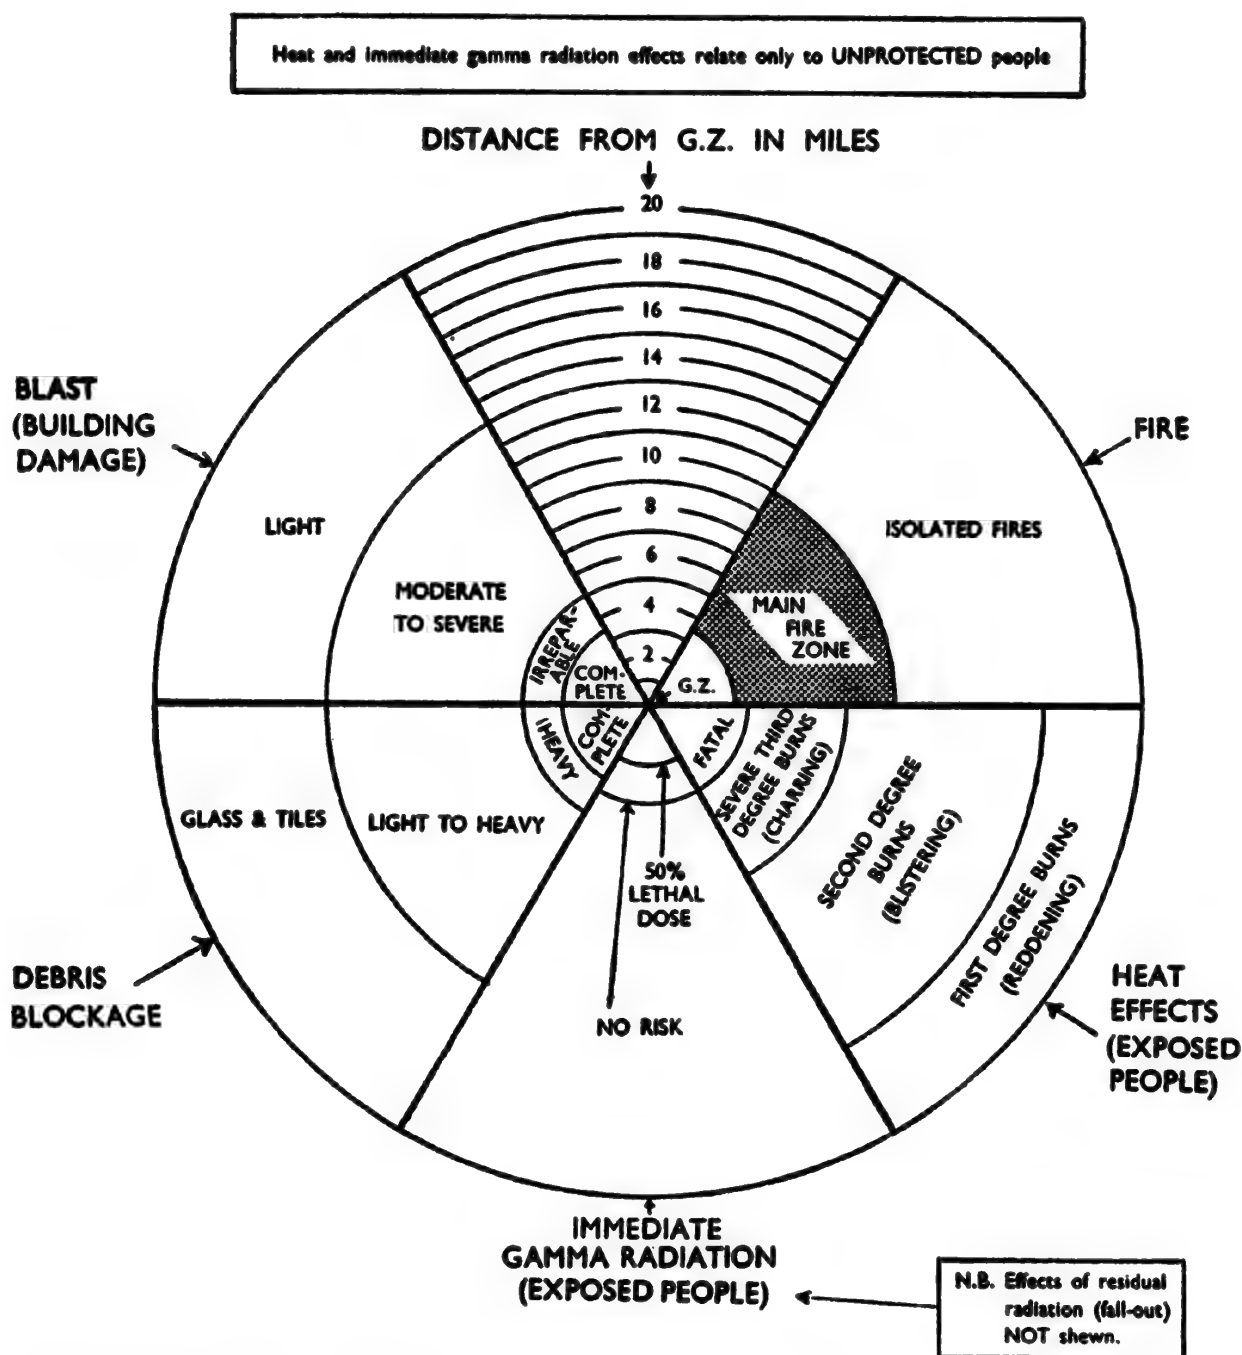 Heat and immediate gamma radiation effects relate only to UNPROTECTED people
DISTANCE FROM G.Z. IN MILES
20
18
16
14
12
10
8
6
4
2
G.Z.
BLAST
(BUILDING
DAMAGE)
LIGHT
MODERATE
TO SEVERE
IRREPAR-
ABLE
COM-
PLETE
FIRE
ISOLATED FIRES
MAIN
FIRE
ZONE
DEBRIS
BLOCKAGE
GLASS & TILES
LIGHT TO HEAVY
HEAVY
COM-
PLETE
FATAL
SEVERE THIRD
DEGREE BURNS
(CHARRING)
SECOND DEGREE
BURNS
(BLISTERING)
FIRST DEGREE BURNS
(REDDENING)
HEAT
EFFECTS
(EXPOSED
PEOPLE)
50%
LETHAL
DOSE
NO RISK
IMMEDIATE
GAMMA RADIATION
(EXPOSED PEOPLE)
N.B. Effects of residual
radiation (fall-out)
NOT shewn.